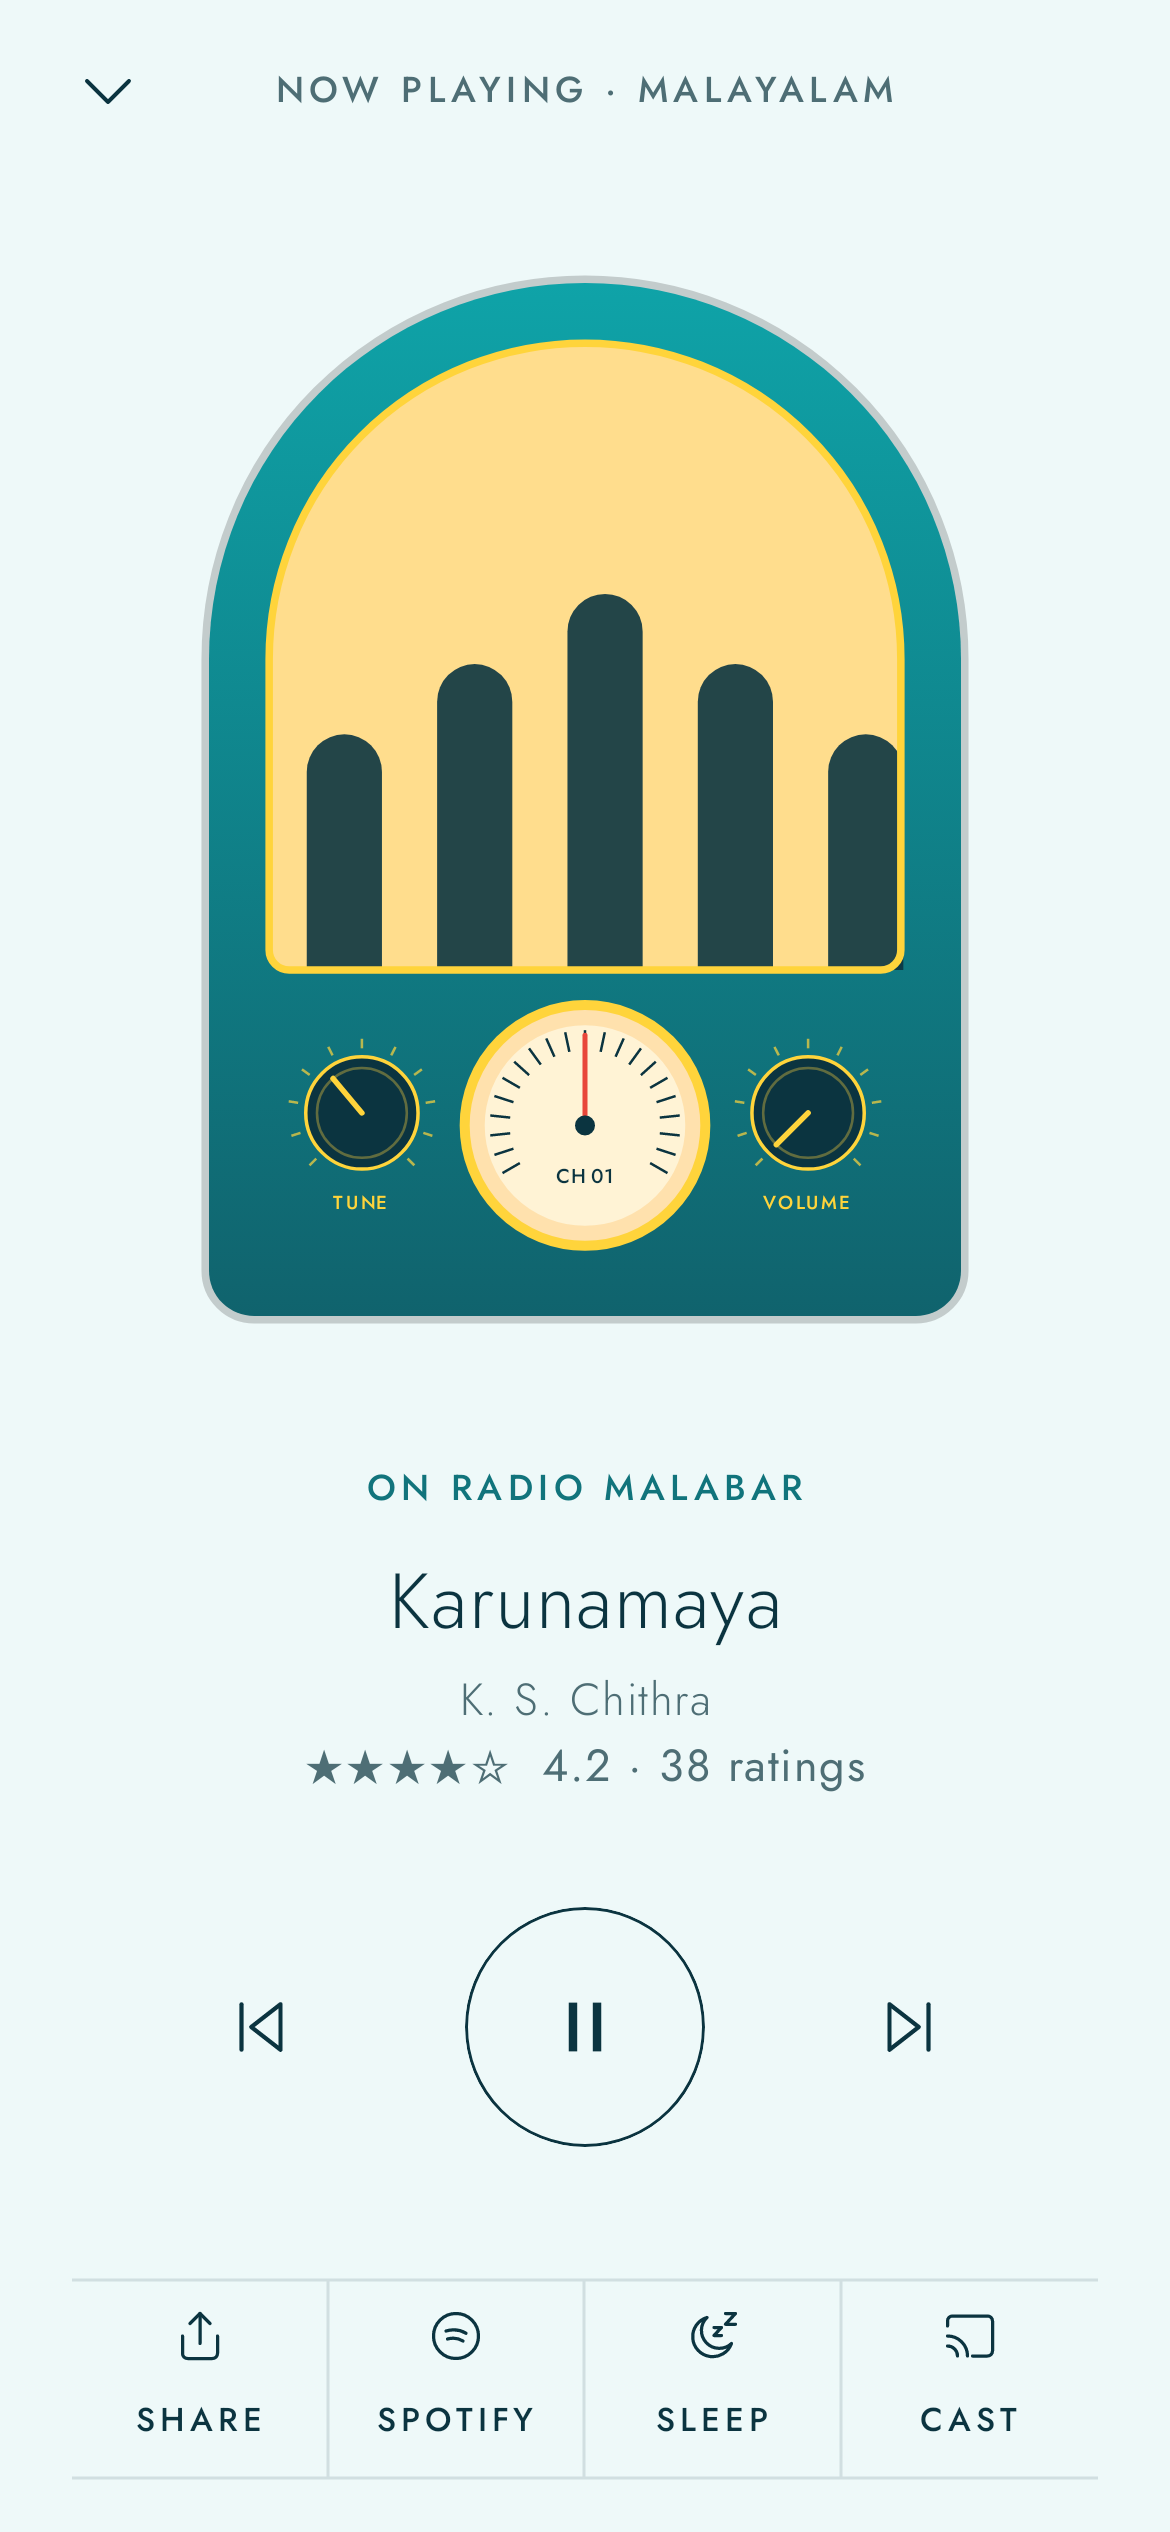 NOW PLAYING · MALAYALAM
CH 01
TUNE
VOLUME
ON RADIO MALABAR
Karunamaya
K. S. Chithra
★★★★☆ 4.2 · 38 ratings
SHARE
SPOTIFY
SLEEP
CAST